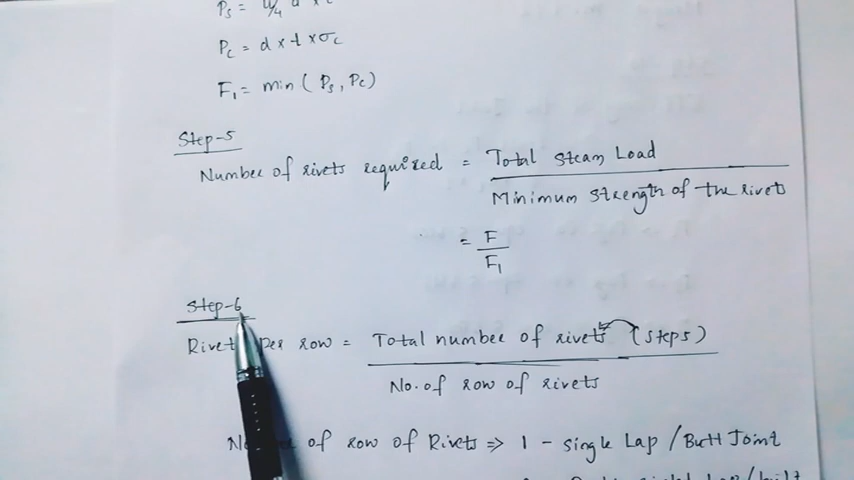 Ps =
Pc = d × t × σc
F1 = min ( Ps, Pc)
Step-5
Number of rivets required = Total steam Load
Minimum strength of the rivet
= F
F1
Step-6
Per row = Total number of rivets (step5)
No. of row of rivets
of row of Rivets ⇒ 1 - single Lap / Butt Joint